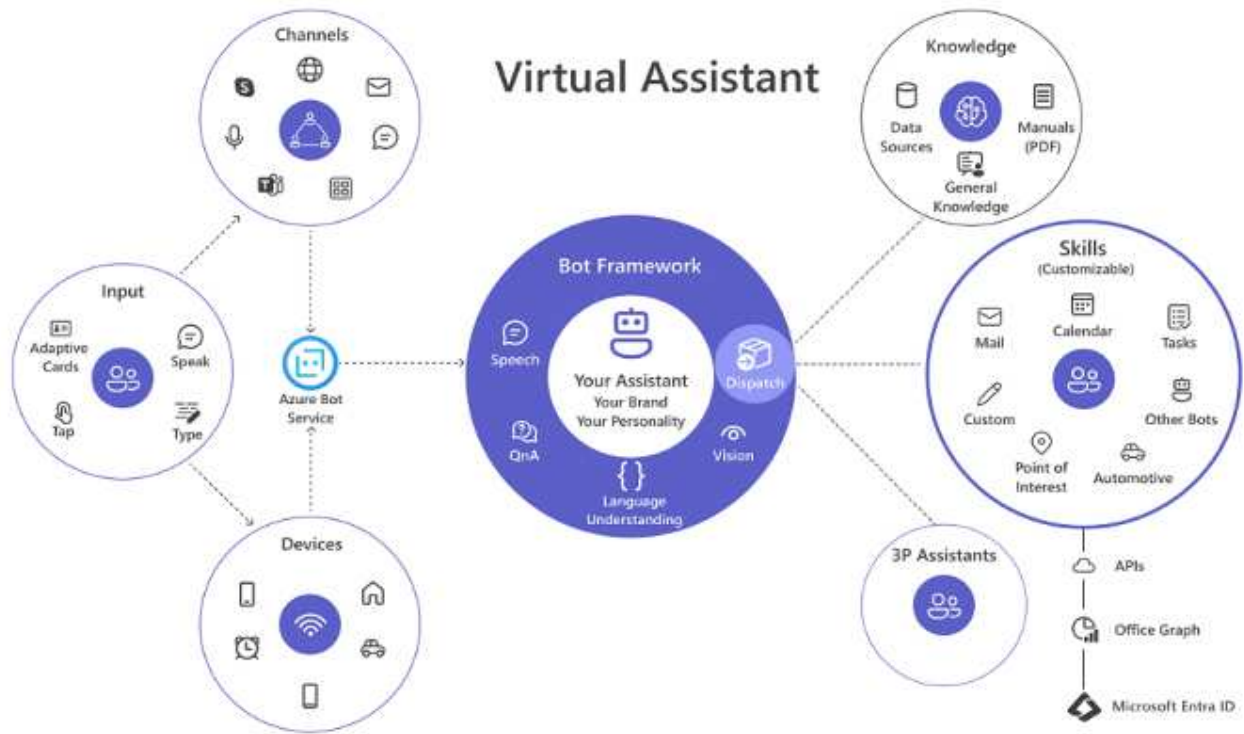 Virtual Assistant
Channels
Input
Adaptive
Cards
Speak
Tap
Type
Azure Bot
Service
Devices
Bot Framework
Speech
Your Assistant
Your Brand
Your Personality
Dispatch
QnA
Vision
{ }
Language
Understanding
Knowledge
Data
Sources
Manuals
(PDF)
General
Knowledge
Skills
(Customizable)
Mail
Calendar
Tasks
Custom
Other Bots
Point of
Interest
Automotive
3P Assistants
APIs
Office Graph
Microsoft Entra ID